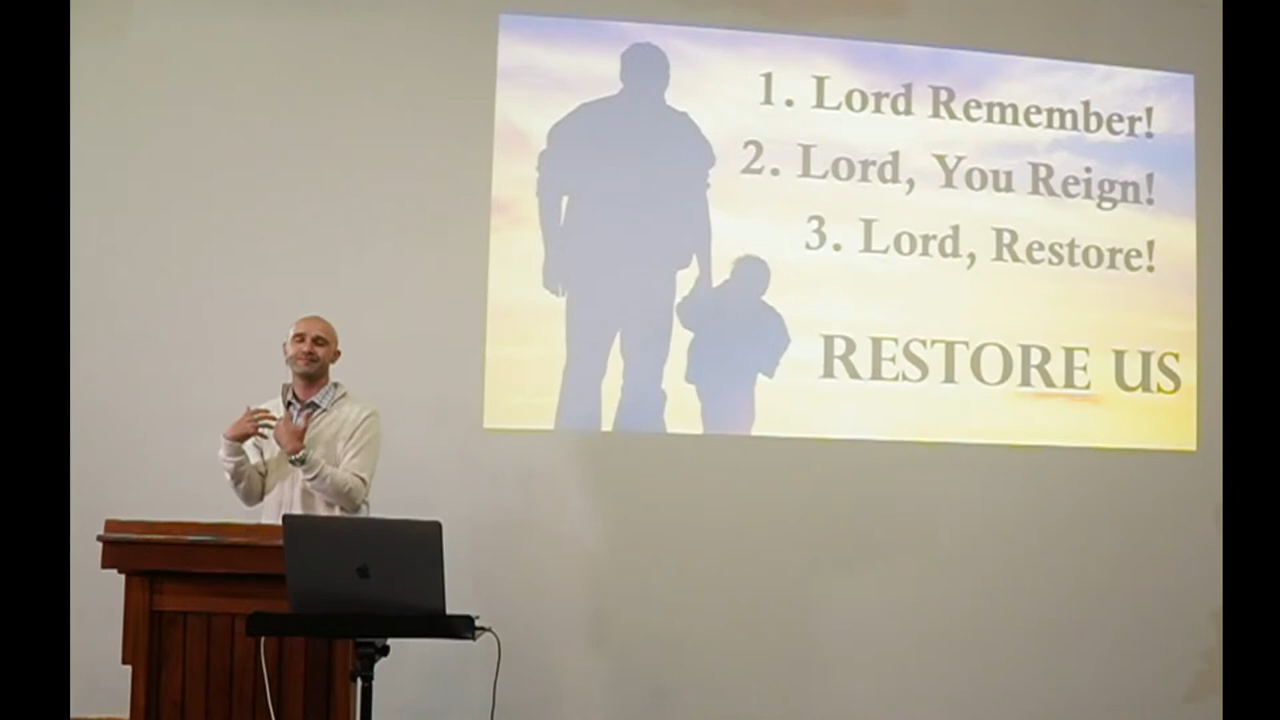 1. Lord Remember!
2. Lord, You Reign!
3. Lord, Restore!
RESTORE US